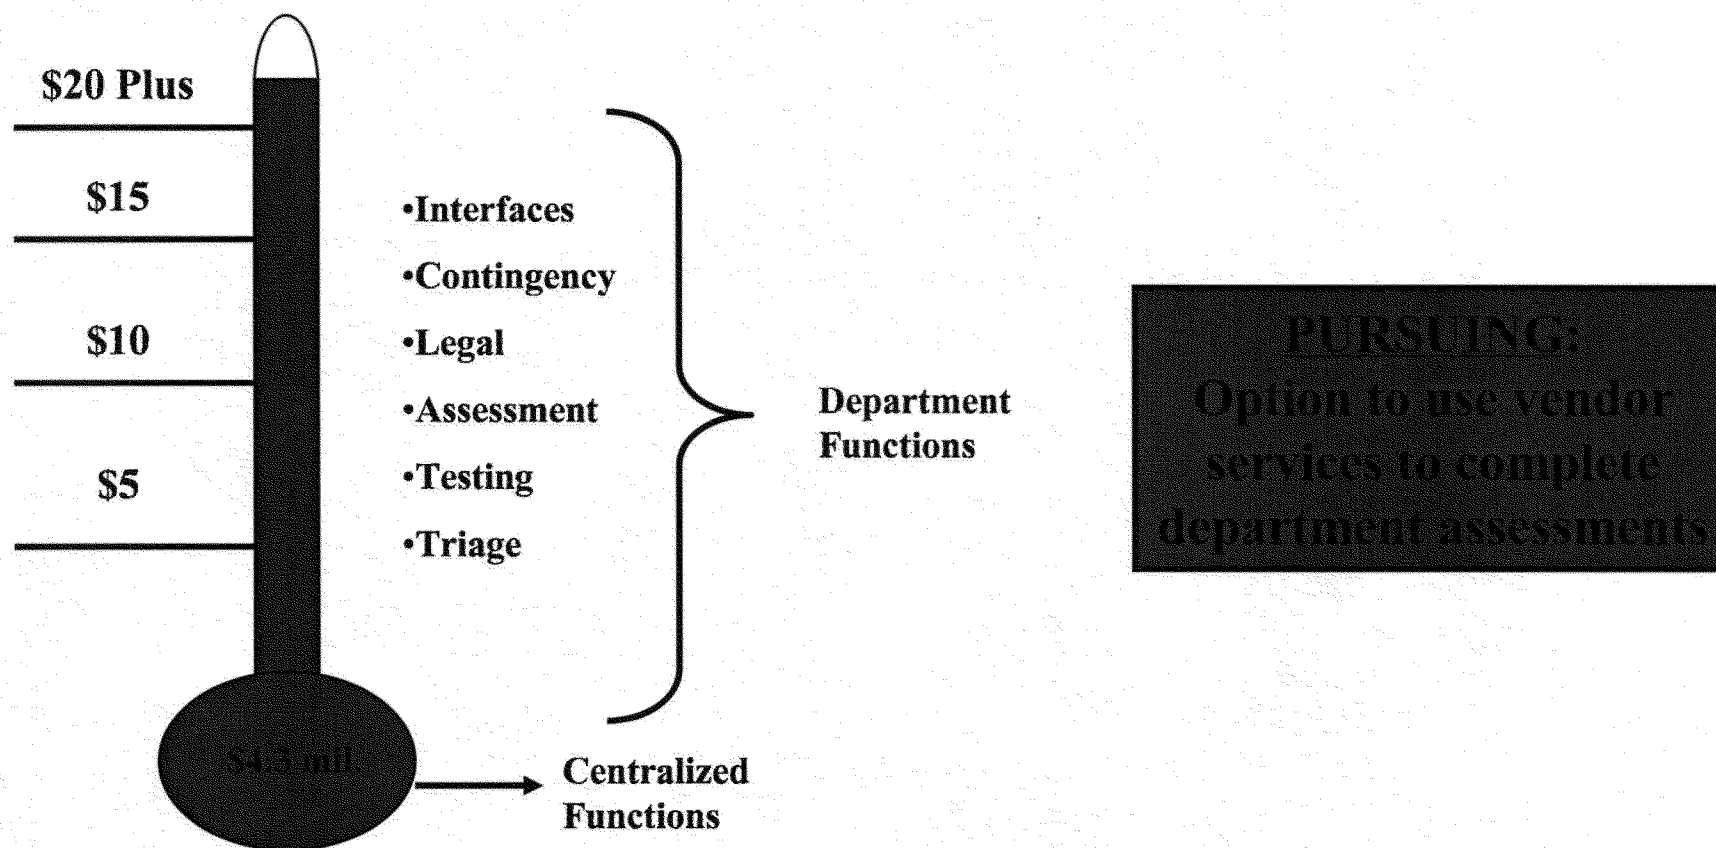 $20 Plus
$15
$10
$5
•Interfaces
•Contingency
•Legal
•Assessment
•Testing
•Triage
Department
Functions
PURSUING:
Option to use vendor
services to complete
department assessments
$4.3 mil.
Centralized
Functions